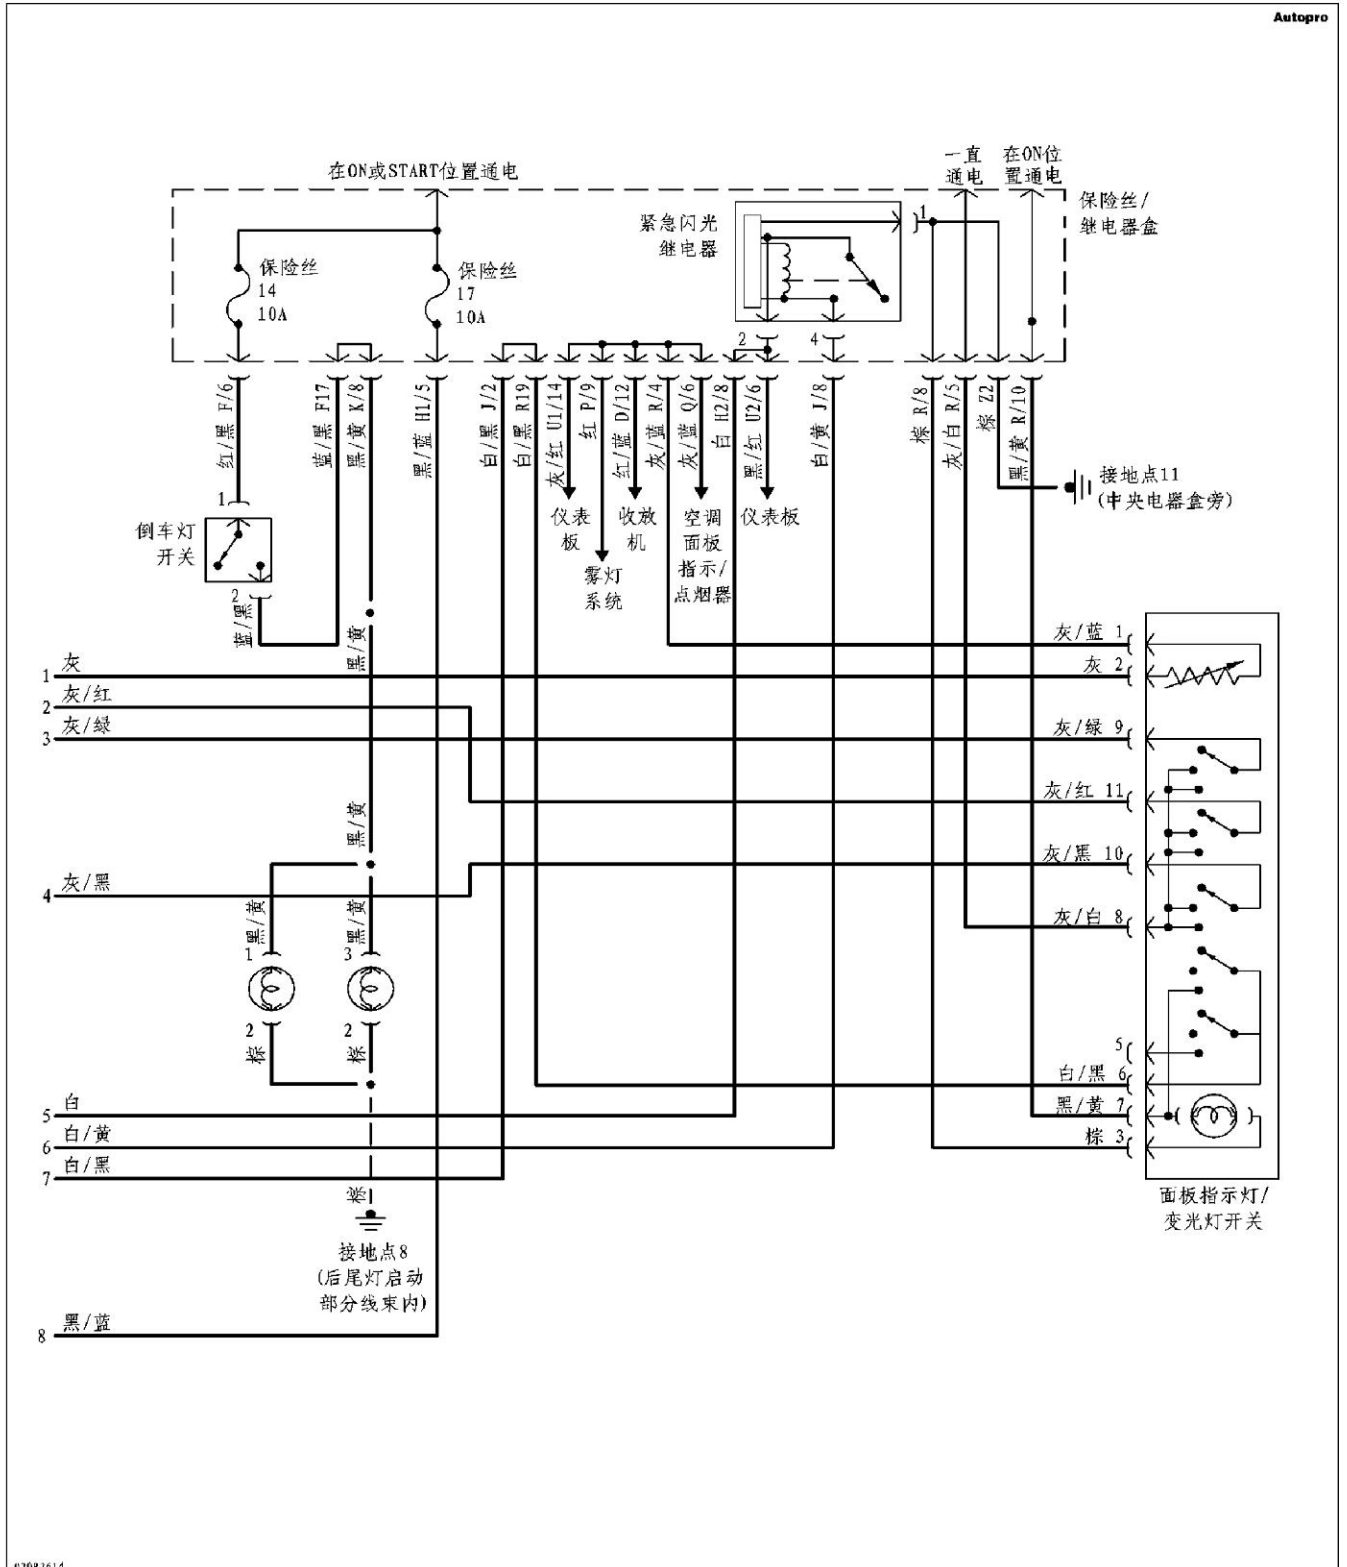 Autopro
在ON或START位置通电
一直
通电
在ON位
置通电
保险丝/
继电器盒
紧急闪光
继电器
1
保险丝
14
10A
保险丝
17
10A
2
4
红/黑 F/6
蓝/黑 F17
黑/黄 K/8
黑/蓝 H1/5
白/黑 J/2
白/黑 R19
灰/红 U1/14
红 P/9
红/蓝 D/12
灰/蓝 R/4
灰/蓝 Q/6
白 H2/8
黑/红 U2/6
白/黄 J/8
棕 R/8
灰/白 R/5
棕 Z2
黑/黄 R/10
接地点11
(中央电器盒旁)
1
倒车灯
开关
2
蓝/黑
仪表
板
雾灯
系统
收放
机
空调
面板
指示/
点烟器
仪表板
黑/黄
灰/蓝 1
灰 2
1 灰
2 灰/红
3 灰/绿
灰/绿 9
灰/红 11
黑/黄
灰/黑 10
4 灰/黑
灰/白 8
黑/黄
黑/黄
1
3
2
2
棕
棕
5
白/黑 6
黑/黄 7
棕 3
5 白
6 白/黄
7 白/黑
棕
面板指示灯/
变光灯开关
接地点8
(后尾灯启动
部分线束内)
8 黑/蓝